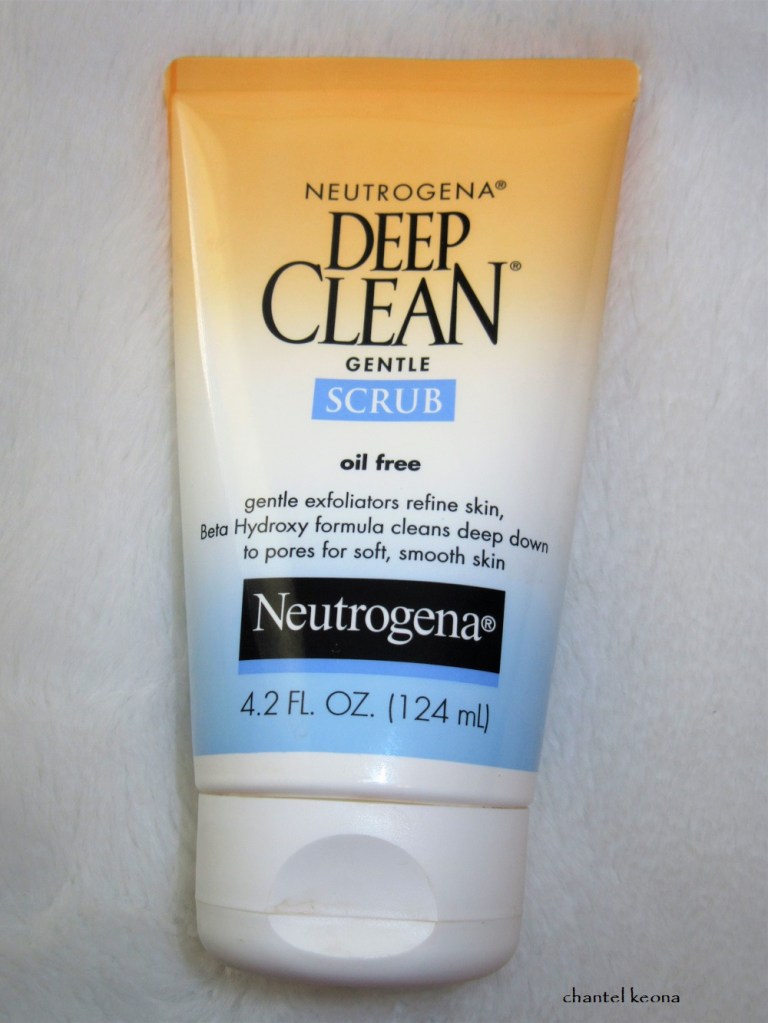 NEUTROGENA®
DEEP
CLEAN®
GENTLE
SCRUB
oil free
gentle exfoliators refine skin,
Beta Hydroxy formula cleans deep down
to pores for soft, smooth skin
Neutrogena®
4.2 FL. OZ. (124 mL)
chantel keona